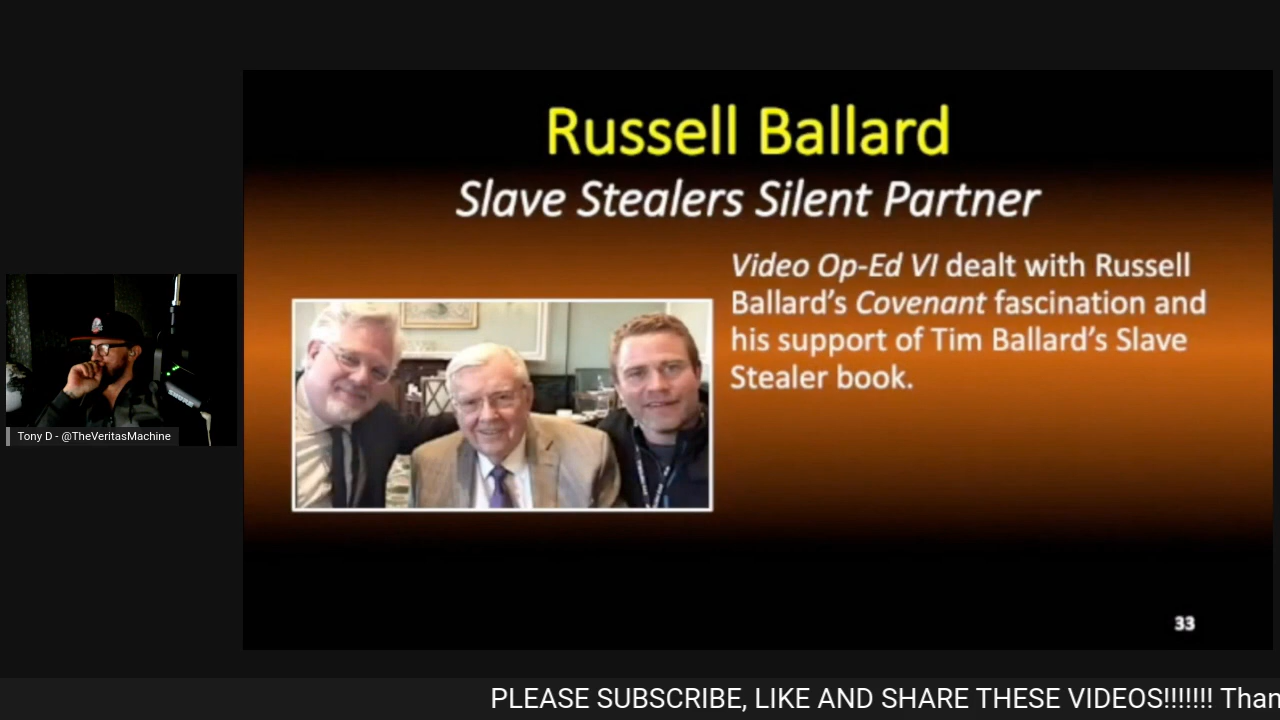 Russell Ballard
Slave Stealers Silent Partner
Video Op-Ed VI dealt with Russell
Ballard's Covenant fascination and
his support of Tim Ballard's Slave
Stealer book.
Tony D - @TheVeritasMachine
33
PLEASE SUBSCRIBE, LIKE AND SHARE THESE VIDEOS!!!!!!! Than